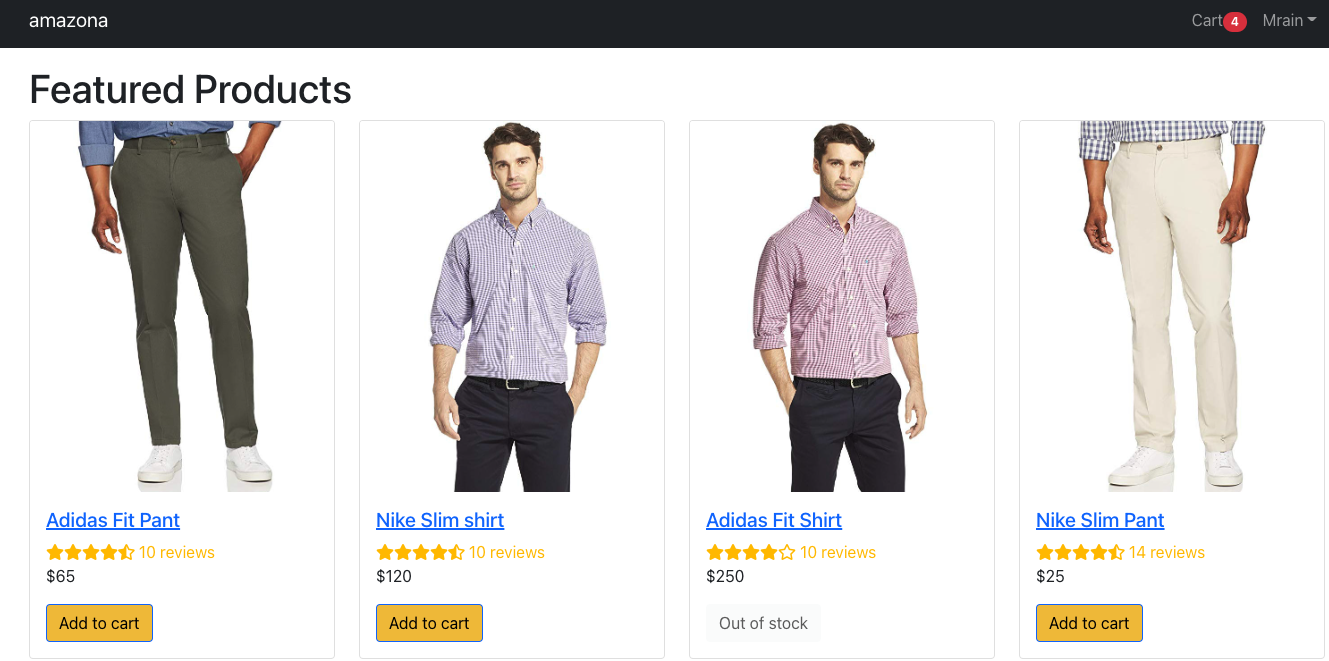 amazona
Cart 4 Mrain
Featured Products
Adidas Fit Pant
10 reviews
$65
Add to cart
Nike Slim shirt
10 reviews
$120
Add to cart
Adidas Fit Shirt
10 reviews
$250
Out of stock
Nike Slim Pant
14 reviews
$25
Add to cart